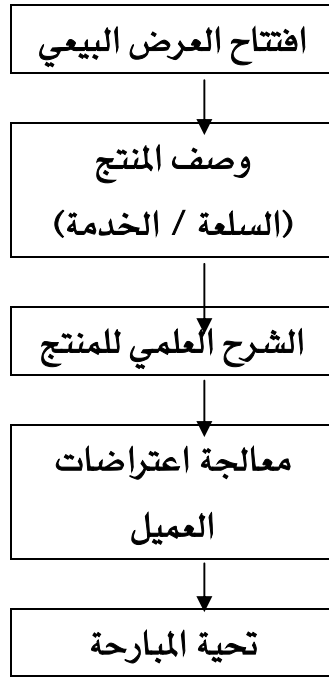 افتتاح العرض البيعي
وصف المنتج
(السلعة / الخدمة)
الشرح العلمي للمنتج
معالجة اعتراضات
العميل
تحية المبارحة